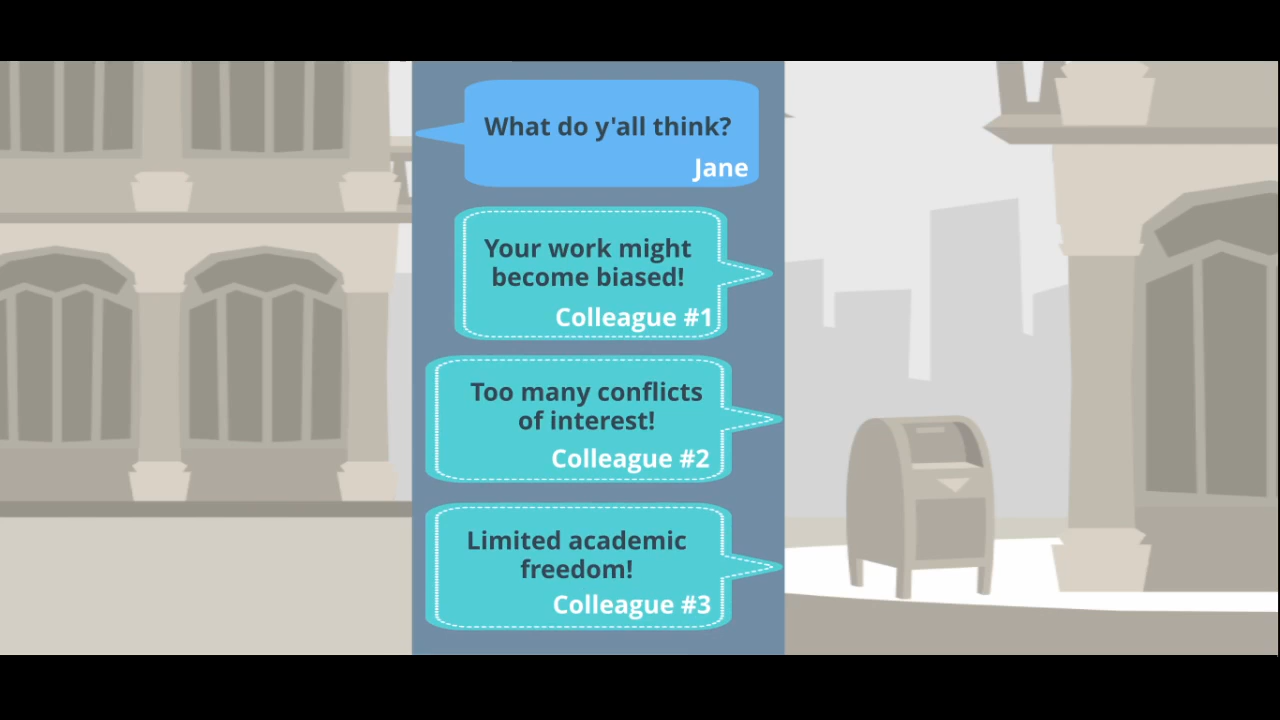 What do y'all think?
Jane
Your work might
become biased!
Colleague #1
Too many conflicts
of interest!
Colleague #2
Limited academic
freedom!
Colleague #3